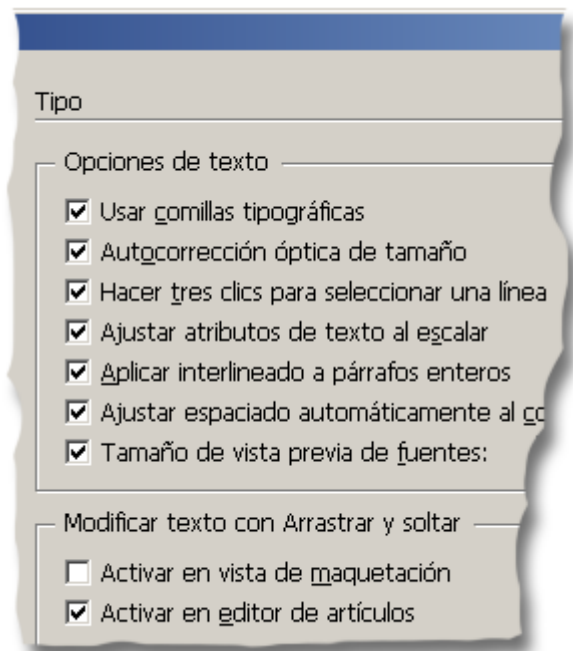 Tipo
Opciones de texto
Usar comillas tipográficas
Autocorrección óptica de tamaño
Hacer tres clics para seleccionar una línea
Ajustar atributos de texto al escalar
Aplicar interlineado a párrafos enteros
Ajustar espaciado automáticamente al
Tamaño de vista previa de fuentes:
Modificar texto con Arrastrar y soltar
Activar en vista de maquetación
Activar en editor de artículos